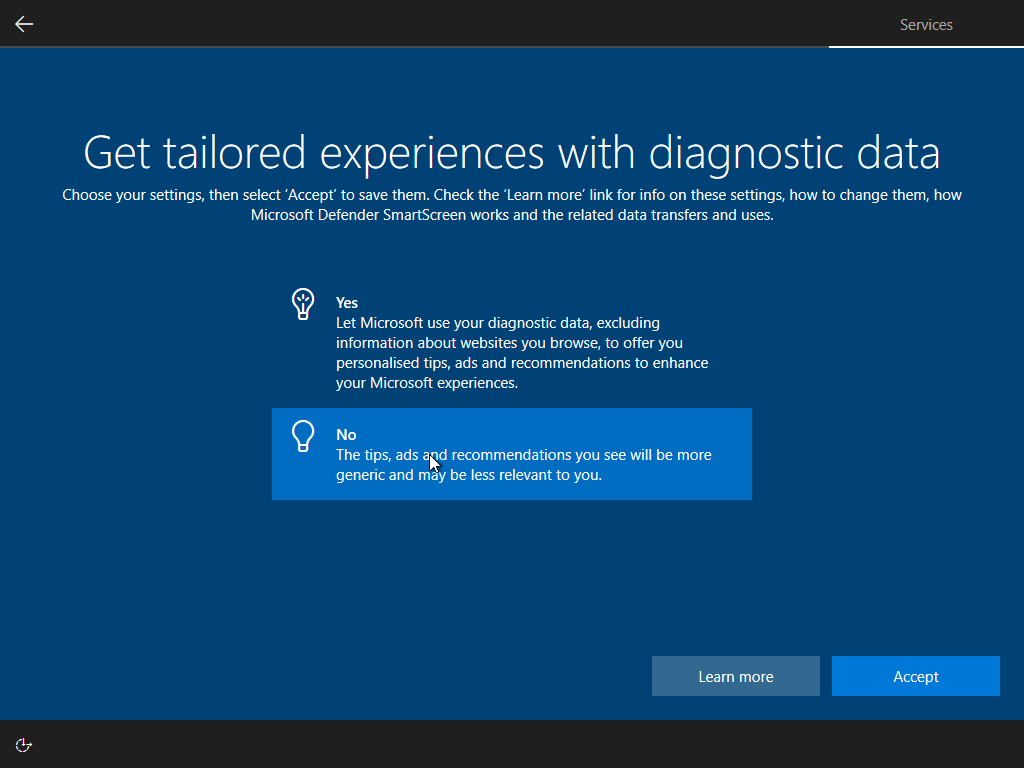 Services
Get tailored experiences with diagnostic data
Choose your settings, then select ‘Accept’ to save them. Check the ‘Learn more’ link for info on these settings, how to change them, how
Microsoft Defender SmartScreen works and the related data transfers and uses.
Yes
Let Microsoft use your diagnostic data, excluding
information about websites you browse, to offer you
personalised tips, ads and recommendations to enhance
your Microsoft experiences.
No
The tips, ads and recommendations you see will be more
generic and may be less relevant to you.
Learn more
Accept